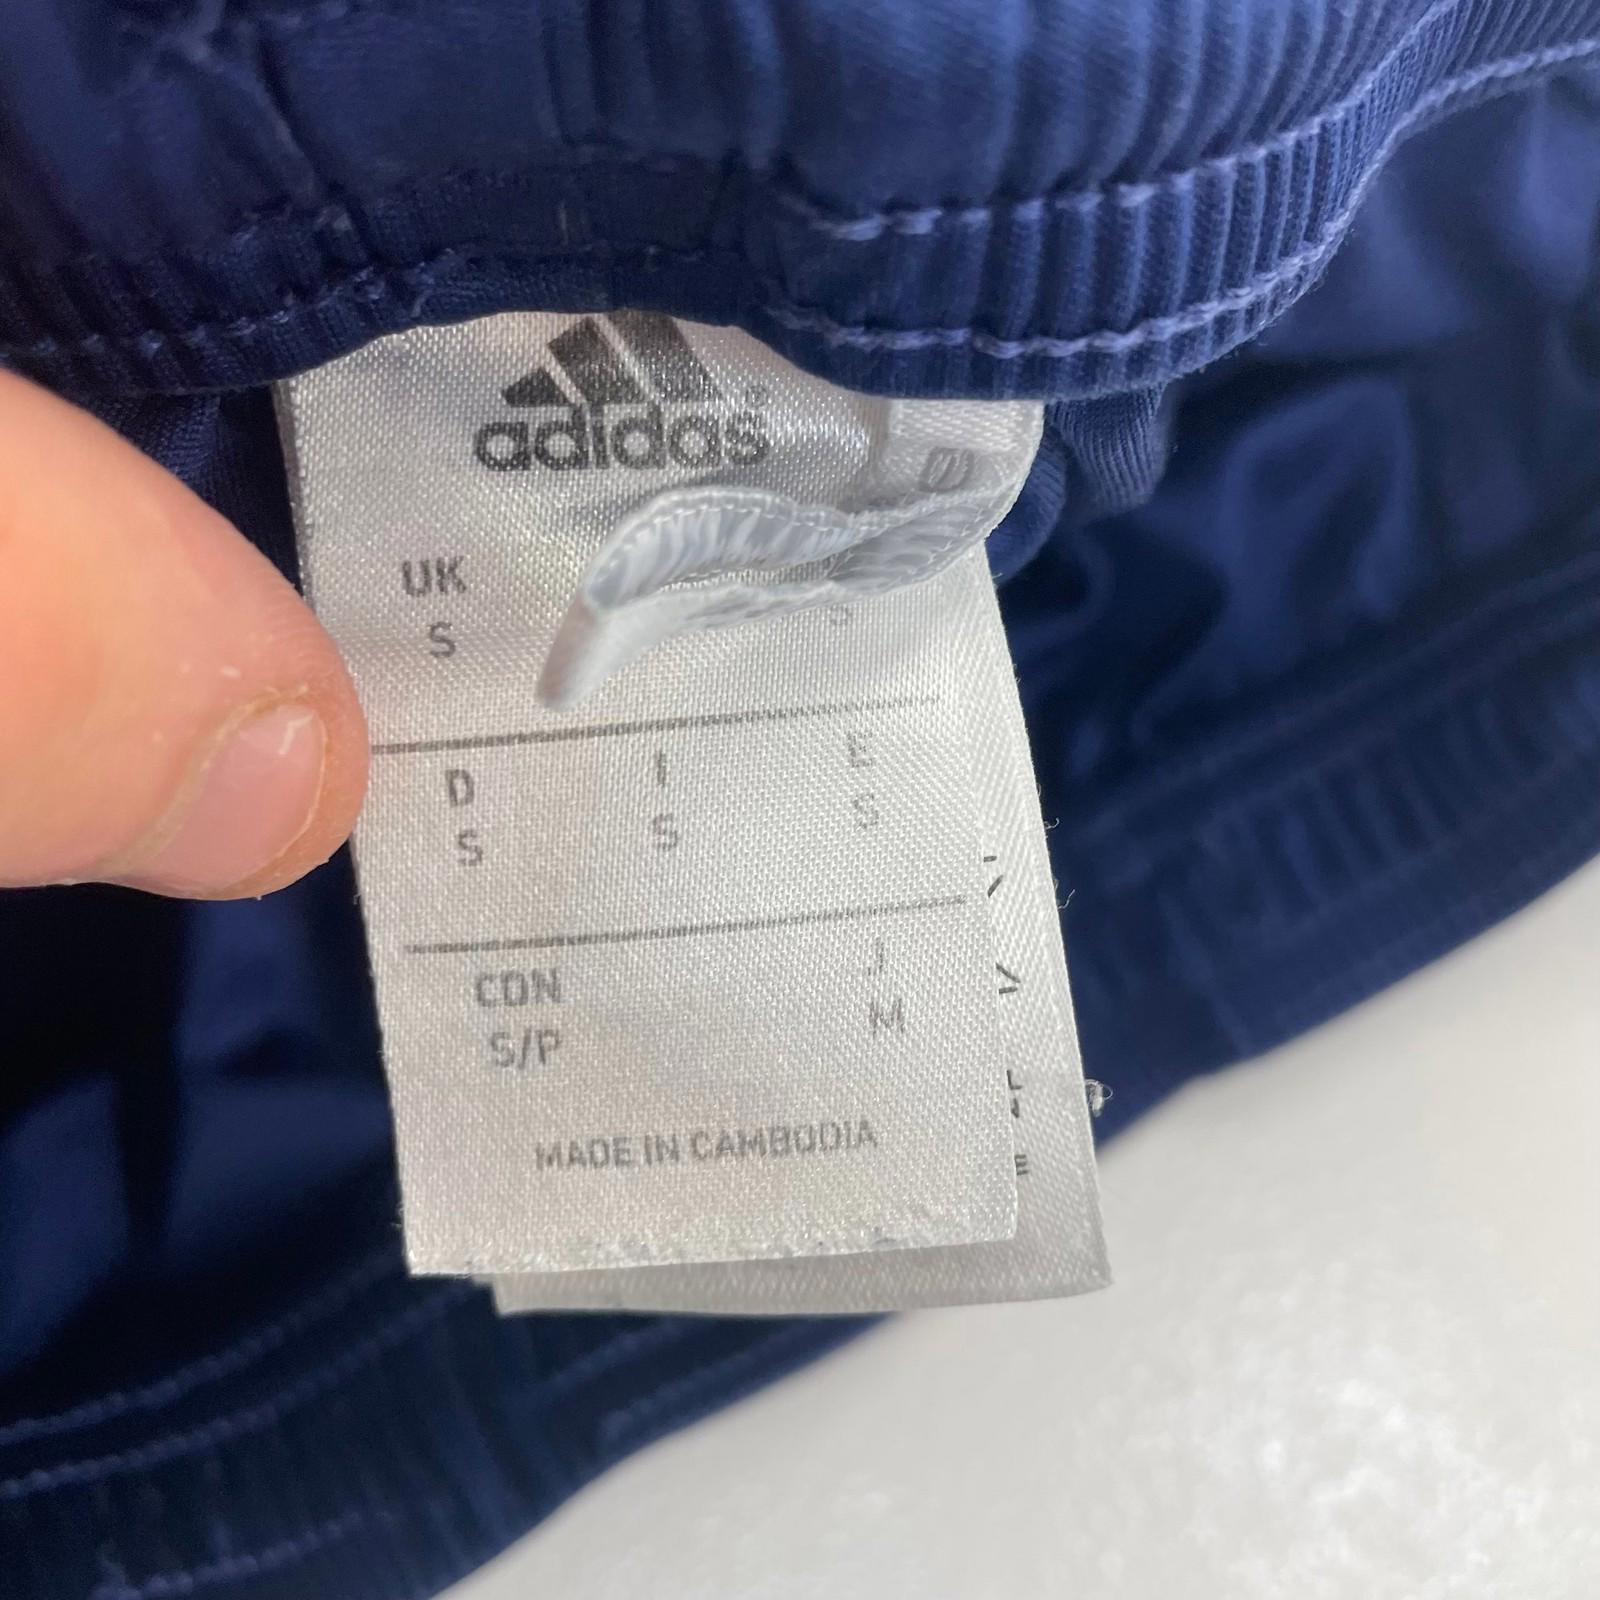 adidas®
UK
S S
D I E
S S S
CDN J
S/P M
MADE IN CAMBODIA